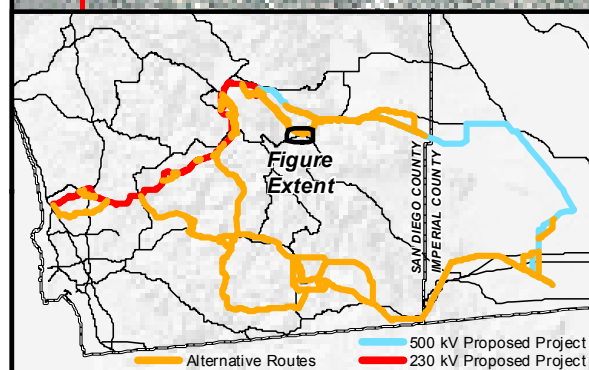 Figure
Extent
SAN DIEGO COUNTY
IMPERIAL COUNTY
500 kV Proposed Project
Alternative Routes
230 kV Proposed Project